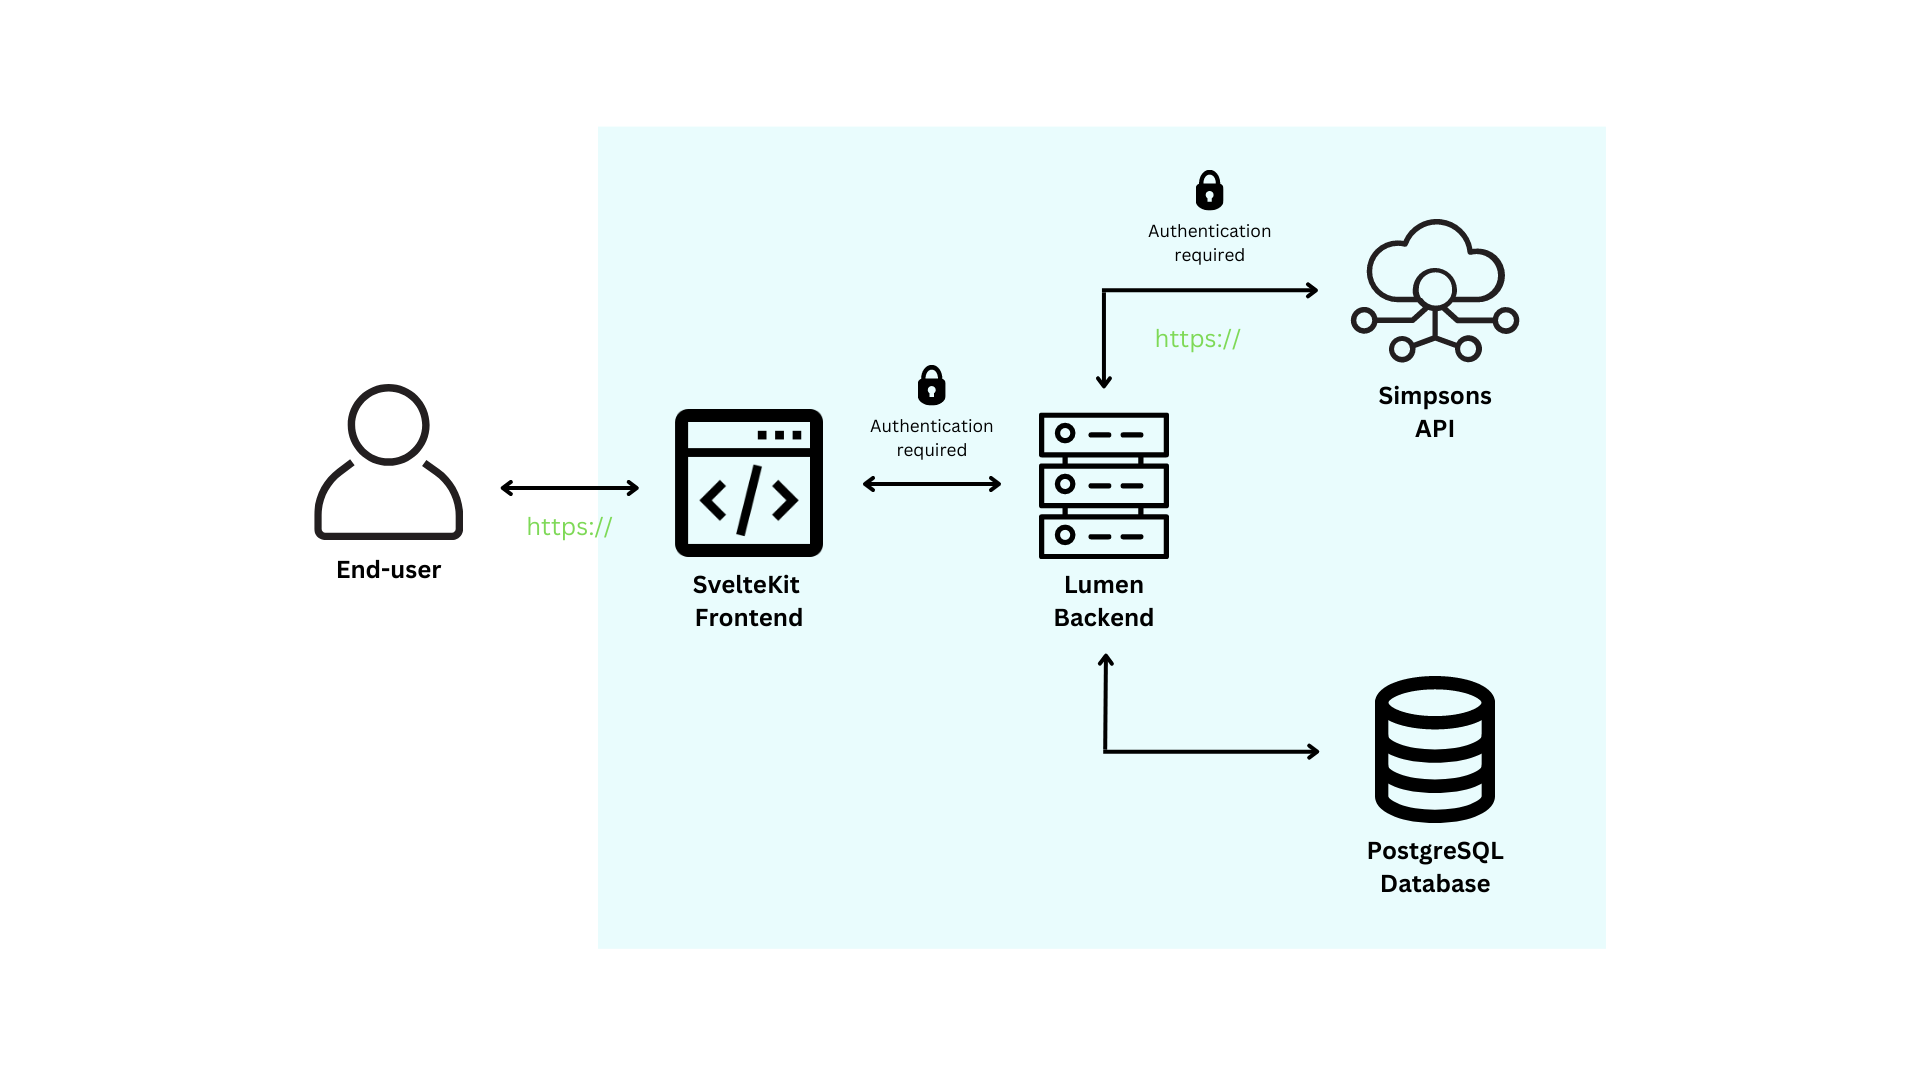 Authentication
required
https://
Simpsons
API
Authentication
required
https://
End-user
SvelteKit
Frontend
Lumen
Backend
PostgreSQL
Database